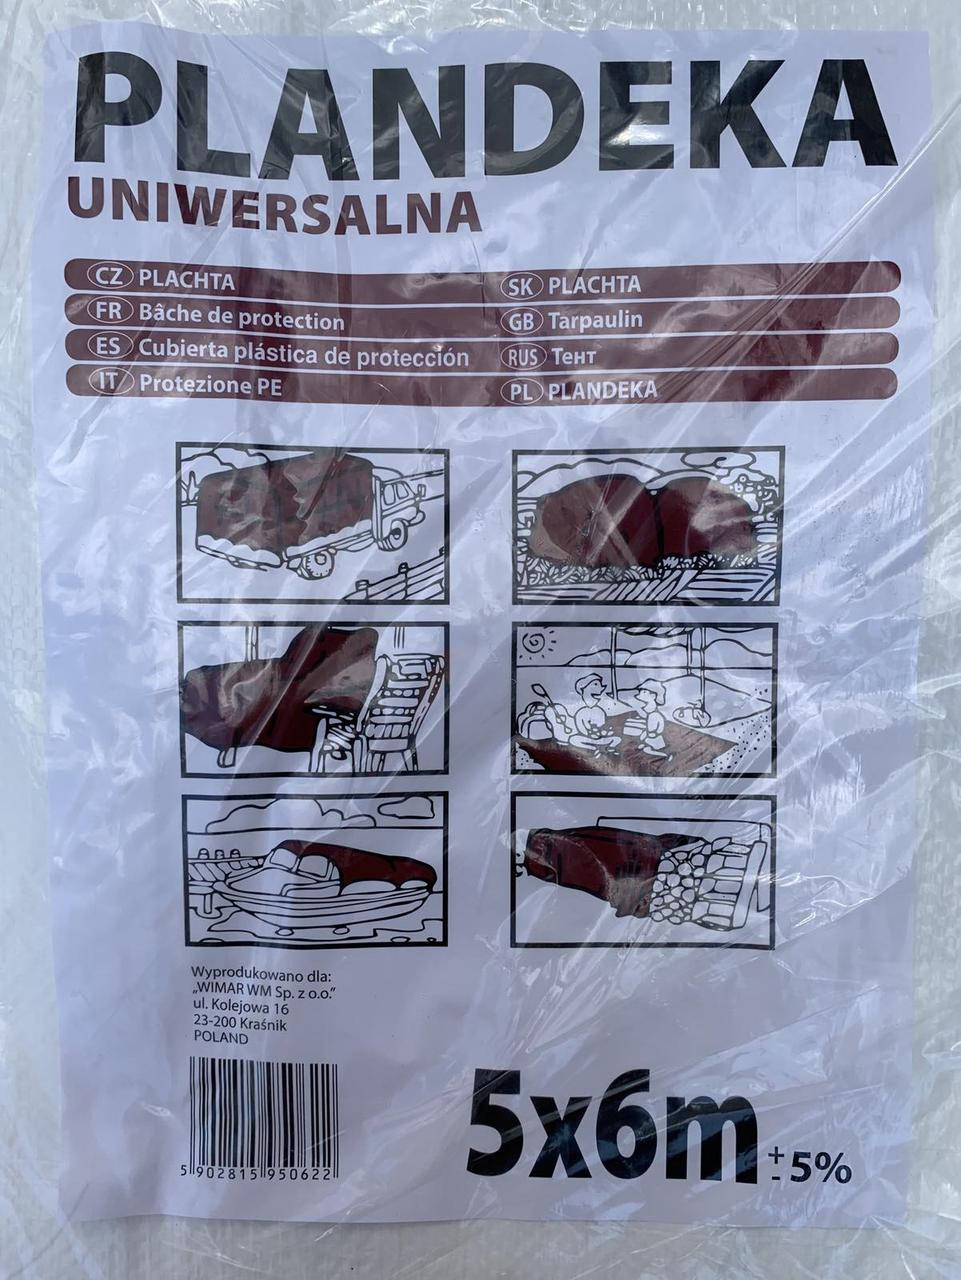 PLANDEKA
UNIWERSALNA
CZ PLACHTA
SK PLACHTA
FR Bâche de protection
GB Tarpaulin
ES Cubierta plástica de protección
RUS Тент
IT Protezione PE
PL PLANDEKA
Wyprodukowano dla:
„WIMAR WM Sp. z o.o.”
ul. Kolejowa 16
23-200 Kraśnik
POLAND
5 902815 950622
5x6m +- 5%